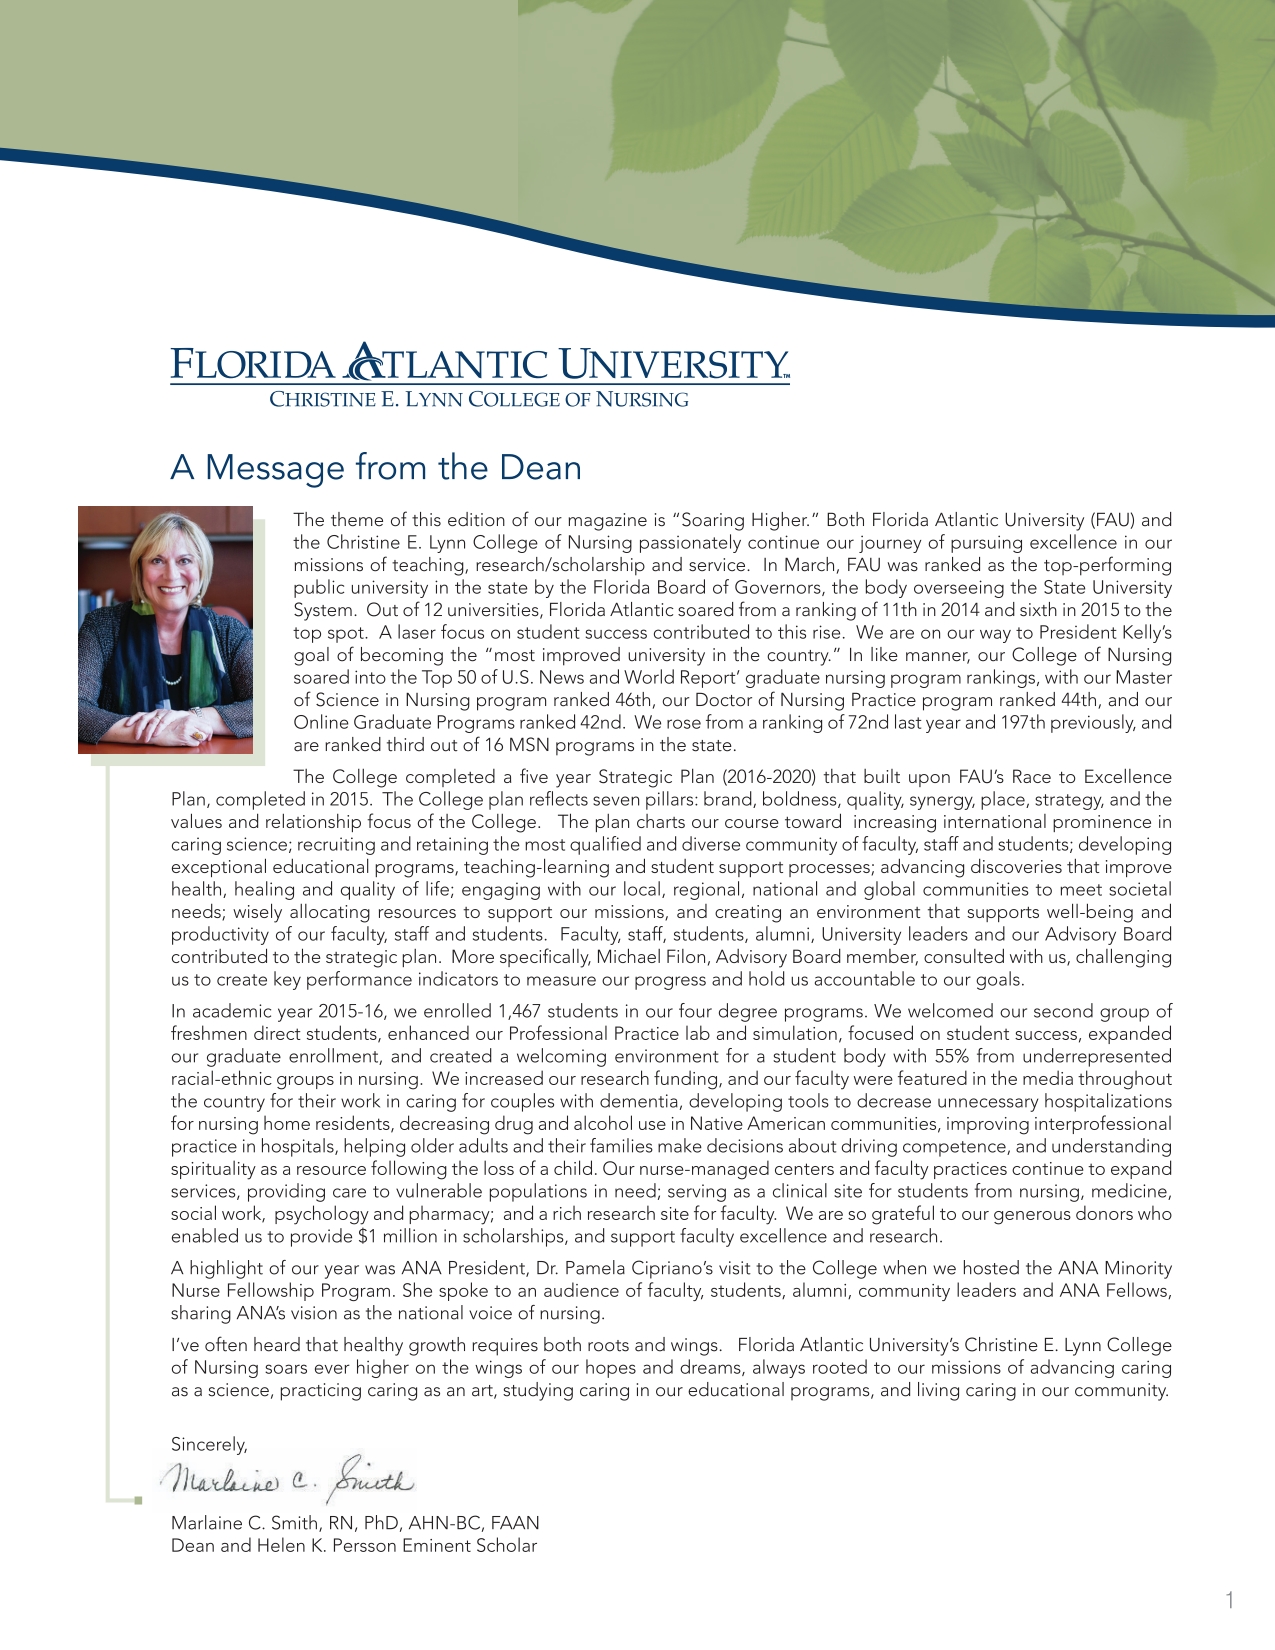 FLORIDA ATLANTIC UNIVERSITY™
CHRISTINE E. LYNN COLLEGE OF NURSING
A Message from the Dean
The theme of this edition of our magazine is “Soaring Higher.” Both Florida Atlantic University (FAU) and
the Christine E. Lynn College of Nursing passionately continue our journey of pursuing excellence in our
missions of teaching, research/scholarship and service.  In March, FAU was ranked as the top-performing
public university in the state by the Florida Board of Governors, the body overseeing the State University
System.  Out of 12 universities, Florida Atlantic soared from a ranking of 11th in 2014 and sixth in 2015 to the
top spot.  A laser focus on student success contributed to this rise.  We are on our way to President Kelly’s
goal of becoming the “most improved university in the country.” In like manner, our College of Nursing
soared into the Top 50 of U.S. News and World Report’ graduate nursing program rankings, with our Master
of Science in Nursing program ranked 46th, our Doctor of Nursing Practice program ranked 44th, and our
Online Graduate Programs ranked 42nd.  We rose from a ranking of 72nd last year and 197th previously, and
are ranked third out of 16 MSN programs in the state.
The College completed a five year Strategic Plan (2016-2020) that built upon FAU’s Race to Excellence
Plan, completed in 2015.  The College plan reflects seven pillars: brand, boldness, quality, synergy, place, strategy, and the
values and relationship focus of the College.   The plan charts our course toward  increasing international prominence in
caring science; recruiting and retaining the most qualified and diverse community of faculty, staff and students; developing
exceptional educational programs, teaching-learning and student support processes; advancing discoveries that improve
health, healing and quality of life; engaging with our local, regional, national and global communities to meet societal
needs; wisely allocating resources to support our missions, and creating an environment that supports well-being and
productivity of our faculty, staff and students.  Faculty, staff, students, alumni, University leaders and our Advisory Board
contributed to the strategic plan.  More specifically, Michael Filon, Advisory Board member, consulted with us, challenging
us to create key performance indicators to measure our progress and hold us accountable to our goals.
In academic year 2015-16, we enrolled 1,467 students in our four degree programs. We welcomed our second group of
freshmen direct students, enhanced our Professional Practice lab and simulation, focused on student success, expanded
our graduate enrollment, and created a welcoming environment for a student body with 55% from underrepresented
racial-ethnic groups in nursing.  We increased our research funding, and our faculty were featured in the media throughout
the country for their work in caring for couples with dementia, developing tools to decrease unnecessary hospitalizations
for nursing home residents, decreasing drug and alcohol use in Native American communities, improving interprofessional
practice in hospitals, helping older adults and their families make decisions about driving competence, and understanding
spirituality as a resource following the loss of a child. Our nurse-managed centers and faculty practices continue to expand
services, providing care to vulnerable populations in need; serving as a clinical site for students from nursing, medicine,
social work,  psychology and pharmacy;  and a rich research site for faculty.  We are so grateful to our generous donors who
enabled us to provide $1 million in scholarships, and support faculty excellence and research.
A highlight of our year was ANA President, Dr. Pamela Cipriano’s visit to the College when we hosted the ANA Minority
Nurse Fellowship Program. She spoke to an audience of faculty, students, alumni, community leaders and ANA Fellows,
sharing ANA’s vision as the national voice of nursing.
I’ve often heard that healthy growth requires both roots and wings.   Florida Atlantic University’s Christine E. Lynn College
of Nursing soars ever higher on the wings of our hopes and dreams, always rooted to our missions of advancing caring
as a science, practicing caring as an art, studying caring in our educational programs, and living caring in our community.
Sincerely,
Marlaine C. Smith
Marlaine C. Smith, RN, PhD, AHN-BC, FAAN
Dean and Helen K. Persson Eminent Scholar
1